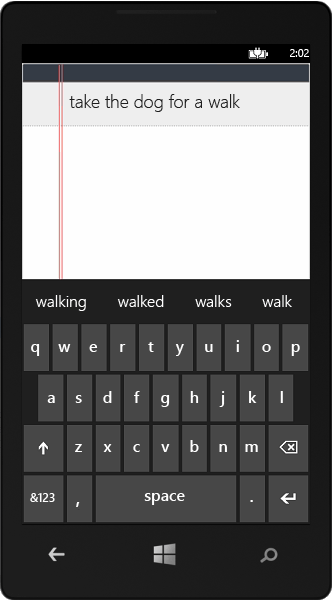 2:02
take the dog for a walk
walking walked walks walk
q w e r t y u i o p
a s d f g h j k l
z x c v b n m
&123 , space .